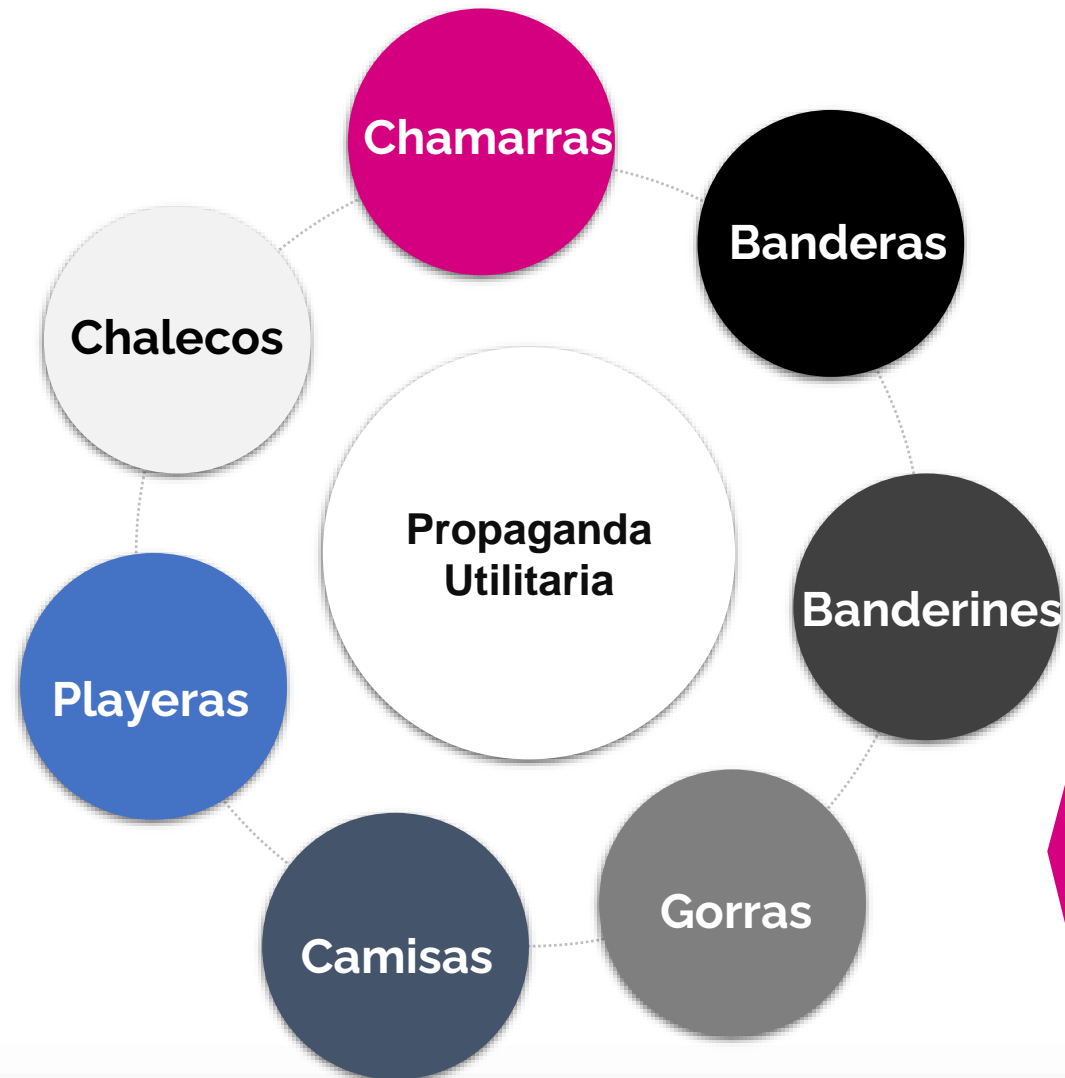 Chamarras
Banderas
Chalecos
Propaganda
Utilitaria
Banderines
Playeras
Gorras
Camisas